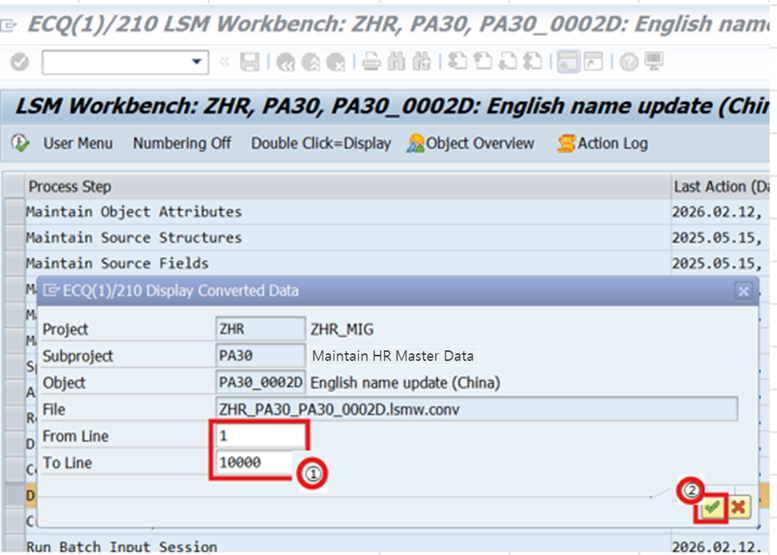 ECQ(1)/210 LSM Workbench: ZHR, PA30, PA30_0002D: English name
LSM Workbench: ZHR, PA30, PA30_0002D: English name update (Chin
User Menu Numbering Off Double Click=Display Object Overview Action Log
Process Step Last Action (Da
Maintain Object Attributes 2026.02.12,
Maintain Source Structures 2025.05.15,
Maintain Source Fields 2025.05.15,
ECQ(1)/210 Display Converted Data
Project ZHR ZHR_MIG
Subproject PA30 Maintain HR Master Data
Object PA30_0002D English name update (China)
File ZHR_PA30_PA30_0002D.lsmw.conv
From Line 1
To Line 10000
①
②
Run Batch Input Session 2026.02.12,